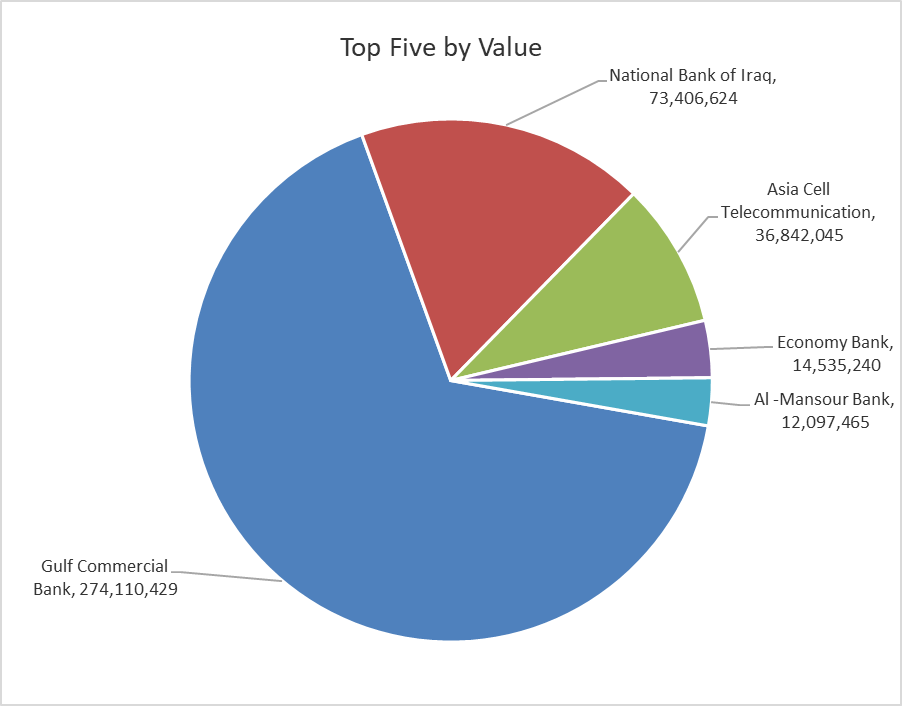 Top Five by Value
National Bank of Iraq,
73,406,624
Asia Cell
Telecommunication,
36,842,045
Economy Bank,
14,535,240
Al -Mansour Bank,
12,097,465
Gulf Commercial
Bank, 274,110,429